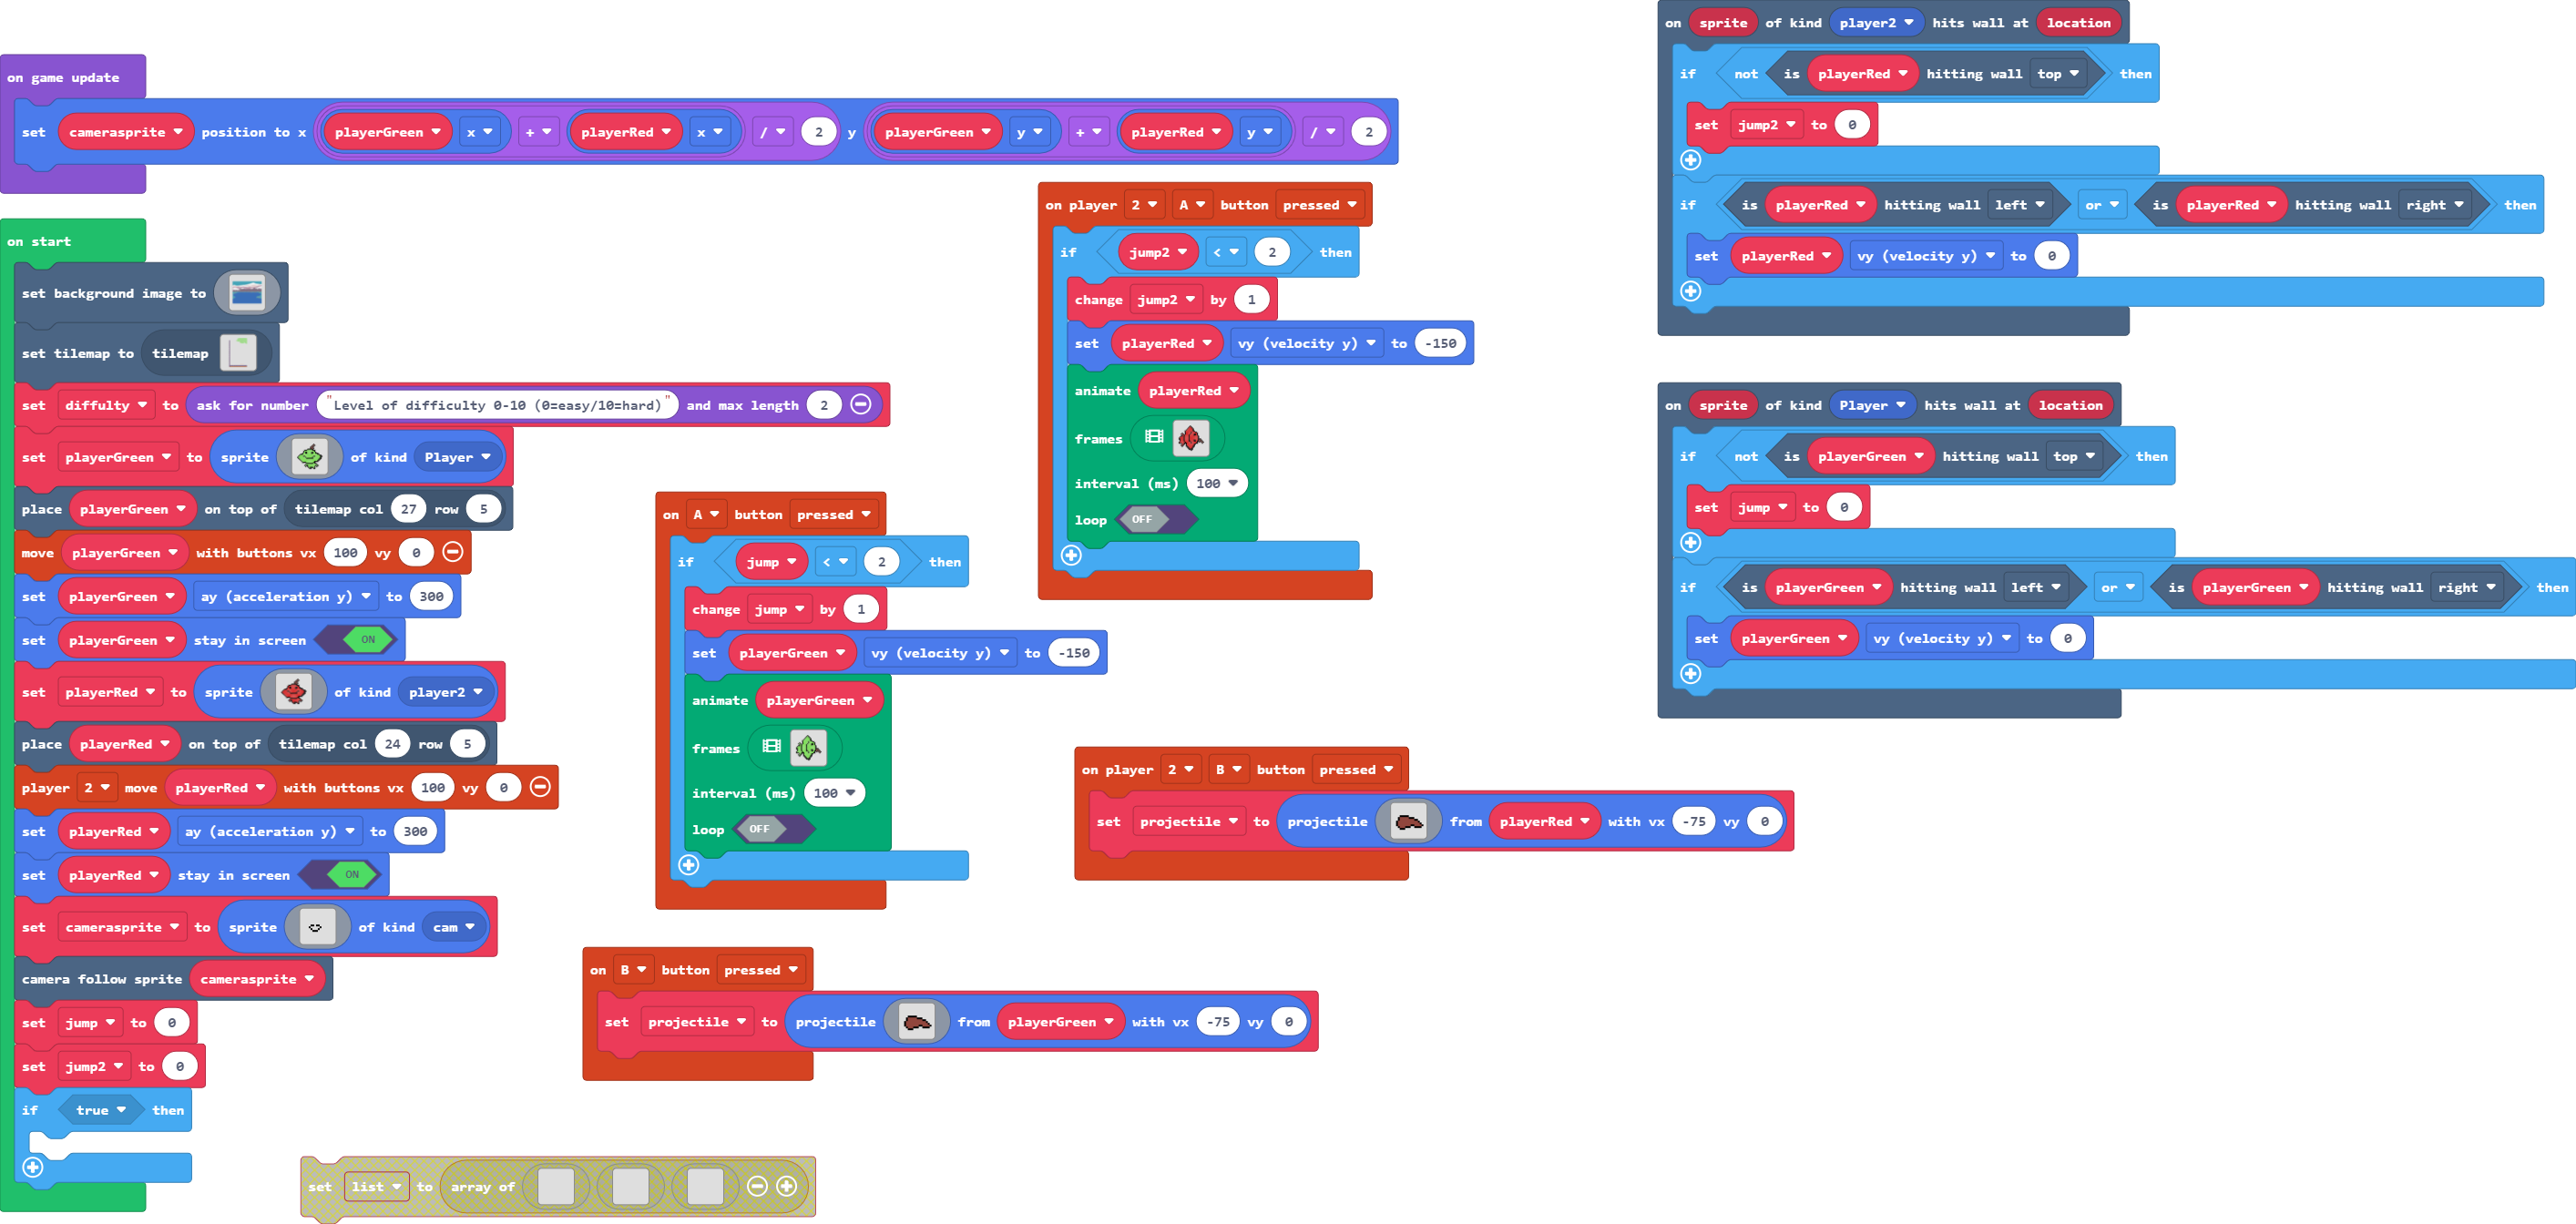 on game update
set camerasprite position to x playerGreen x + playerRed x / 2 y playerGreen y + playerRed y / 2
on start
set background image to
set tilemap to tilemap
set diffulty to ask for number "Level of difficulty 0-10 (0=easy/10=hard)" and max length 2
set playerGreen to sprite of kind Player
place playerGreen on top of tilemap col 27 row 5
move playerGreen with buttons vx 100 vy 0
set playerGreen ay (acceleration y) to 300
set playerGreen stay in screen ON
set playerRed to sprite of kind player2
place playerRed on top of tilemap col 24 row 5
player 2 move playerRed with buttons vx 100 vy 0
set playerRed ay (acceleration y) to 300
set playerRed stay in screen ON
set camerasprite to sprite of kind cam
camera follow sprite camerasprite
set jump to 0
set jump2 to 0
if true then
set list to array of
on A button pressed
if jump < 2 then
change jump by 1
set playerGreen vy (velocity y) to -150
animate playerGreen
frames
interval (ms) 100
loop OFF
on B button pressed
set projectile to projectile from playerGreen with vx -75 vy 0
on player 2 A button pressed
if jump2 < 2 then
change jump2 by 1
set playerRed vy (velocity y) to -150
animate playerRed
frames
interval (ms) 100
loop OFF
on player 2 B button pressed
set projectile to projectile from playerRed with vx -75 vy 0
on sprite of kind player2 hits wall at location
if not is playerRed hitting wall top then
set jump2 to 0
if is playerRed hitting wall left or is playerRed hitting wall right then
set playerRed vy (velocity y) to 0
on sprite of kind Player hits wall at location
if not is playerGreen hitting wall top then
set jump to 0
if is playerGreen hitting wall left or is playerGreen hitting wall right then
set playerGreen vy (velocity y) to 0